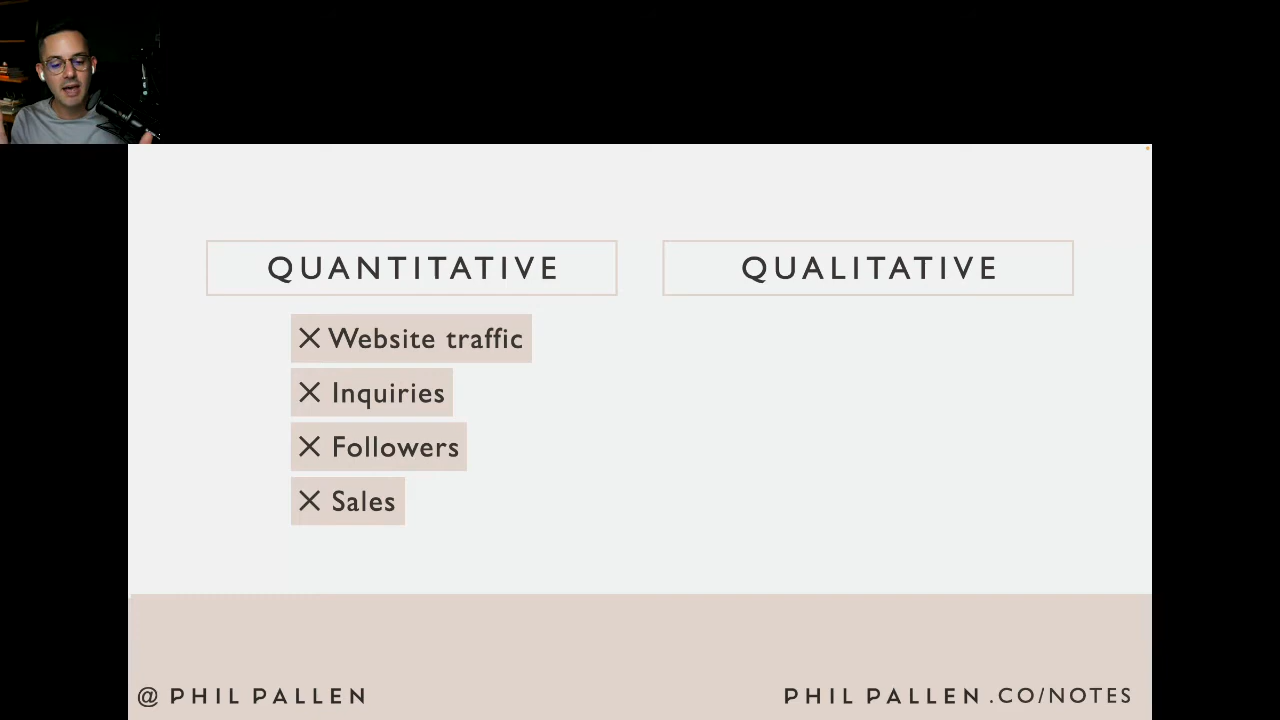 QUANTITATIVE
× Website traffic
× Inquiries
× Followers
× Sales
QUALITATIVE
@ PHIL PALLEN
PHIL PALLEN.CO/NOTES